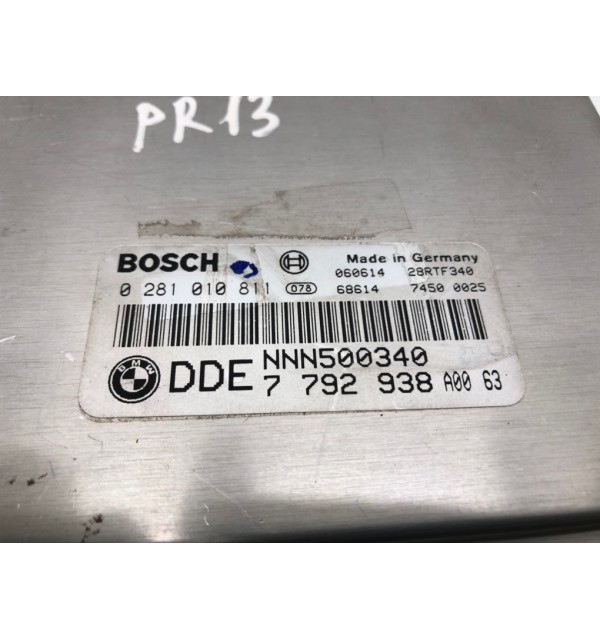 PR13
BOSCH Made in Germany
060614 28RTF340
0 281 010 811 078 68614 7450 0025
BMW DDE NNN500340
7 792 938 A00 63